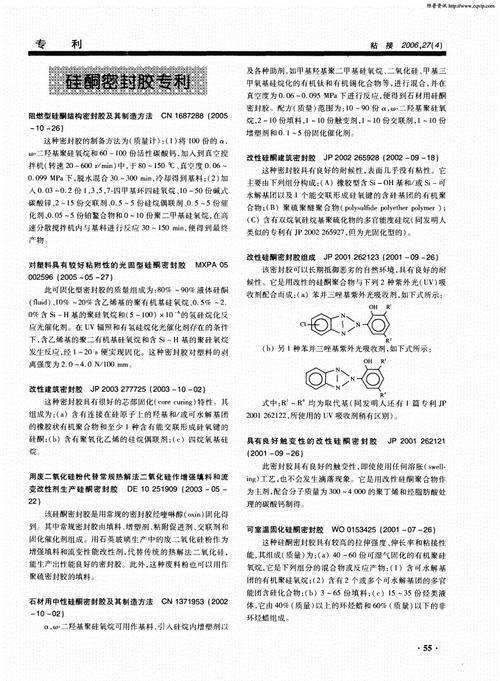 维普资讯 http://www.cqvip.com
专 利
粘 接 2006,27(4)
硅酮密封胶专利
阻燃型硅酮结构密封胶及其制造方法 CN 1687288 (2005
-10-26)
这种密封胶的制备方法为(质量计):(1)将100份的α,
ω-二羟基聚硅氧烷和60~100份活性碳酸钙,加入到真空搅
拌机(转速20~600 r/min)中,于80~150 ℃、真空度0.06~
0.099 MPa下,脱水混合30~300 min,冷却得到基料;(2)加
入0.03~0.2份1,3,5,7-四甲基环四硅氧烷、10~50份碱式
碳酸锌、2~15份交联剂、0.5~5份硅烷偶联剂、0.5~5份催
化剂、0.05~5份铂螯合物和0~10份聚二甲基硅氧烷,在高
速分散搅拌机内与基料进行反应30~150 min,便得到最终
产物。
对塑料具有较好粘附性的光固型硅密封胶 MXPA 05
002596 (2005-05-27)
此可固化型密封胶的质量组成为:80%~90%液体硅酮
(fluid)、10%~20%含乙烯基的聚有机基硅氧烷、0.5%~2.
0%含Si-H基的聚硅氧烷和(5~100)×10⁻⁶的氢硅烷化反
应光催化剂。在UV辐照和有氢硅烷化光催化剂存在的条件
下,含乙烯基的聚二有机基硅氧烷和含Si-H基的聚硅氧烷
发生反应,经1~20 s便实现固化。这种密封胶对塑料的剥
离强度为2.0~4.0 N/100 mm。
改性建筑密封胶 JP 2003 277725 (2003-10-02)
这种密封胶具有很好的芯部固化(core curing)特性。其
组成为:(a)含有连接在硅原子上的羟基和/或可水解基团
的橡胶状有机聚合物和至少1种含有能交联形成硅氧键的
硅酮;(b)含有聚氧化乙烯的硅烷偶联剂;(c)四烷氧基硅
烷。
用废二氧化硅粉代替常规热解法二氧化硅作增强填料和流
变改性剂生产硅酮密封胶 DE 10 251909 (2003-05-
22)
该硅酮密封胶是用常规的密封胶经喹啉醇(oxin)固化得
到。其中常规密封胶由填料、增塑剂、粘附促进剂、交联剂和
固化催化剂组成。用石英玻璃生产中的废二氧化硅粉作为
增强填料和流变性能改性剂,代替传统的热解法二氧化硅,
能生产出性能良好的密封胶。此外,这种废料粉也可以用作
聚硫密封胶的填料。
石材用中性硅酮密封胶及其制造方法 CN 1371953 (2002
-10-02)
α,ω-二羟基聚硅氧烷可用作基料,引入硅烷内增塑剂以
及各种助剂,如甲基羟基聚二甲基硅氧烷、二氧化硅、甲基三
甲氧基硅烷化的有机钛和有机锡化合物等,进行混合,并在
真空度为0.06~0.095 MPa下进行反应,便得到石材用硅酮
密封胶。配方(质量)范围为:10~90份α,ω-二羟基聚硅氧
烷,2~10份填料,1~10份触变剂,1~10份交联剂,1~10份
增塑剂和0.1~5份固化催化剂。
改性硅酮建筑密封胶 JP 2002 265928 (2002-09-18)
这种密封胶具有良好的耐候性,表面几乎没有粘性。它
主要由下列组分构成:(A)橡胶型含Si-OH基和/或Si-可
水解基团以及1个能交联形成硅氧键的含硅基团的有机聚
合物;(B)聚硫聚醚聚合物(polysulfide polyether polymer);
(C)含有双烷氧硅烷基聚硫化物的多官能度硅烷(同发明人
类似的专利有JP 2002 265927,但为光固化型的)。
改性硅酮密封胶组成 JP 2001 262123 (2001-09-26)
该密封胶可以长期抵御恶劣的自然环境,具有良好的耐
候性。它是用改性的硅酮聚合物与下列2种紫外光(UV)吸
收剂配合而成:(a)苯并三唑基紫外光吸收剂,如下式所示:
OH R¹
Cl N N N
R²
(b)另1种苯并三唑基紫外光吸收剂,如下式所示:
OH R³
N N N
R⁴
式中:R¹~R⁴均为取代基(同发明人还有1篇专利JP
2001 262122,所使用的UV吸收剂稍有区别)。
具有良好触变性的改性硅酮密封胶 JP 2001 262121
(2001-09-26)
此密封胶具有良好的触变性,即使使用任何溶胀(swell-
ing)工艺,也不会发生滴落现象。它是用改性硅酮聚合物作
为主剂,配合分子质量为300~4 000的聚丁烯和经脂肪酸处
理的碳酸钙制得。
可室温固化硅酮密封胶 WO 0153425 (2001-07-26)
这种硅酮密封胶具有较高的拉伸强度、伸长率和粘接性
能,其组成(质量)为:(a)40~60份可湿气固化的有机聚硅
氧烷,它是下列组分的混合物或反应产物:(1)含可水解基
团的有机聚硅氧烷;(2)含有2个或多个可水解基团的多官
能团含硅化合物;(b)3~65份填料;(c)15~35份烃类液
体,它由40%(质量)以上的环烃蜡和60%(质量)以下的非
环烃蜡组成。
·55·